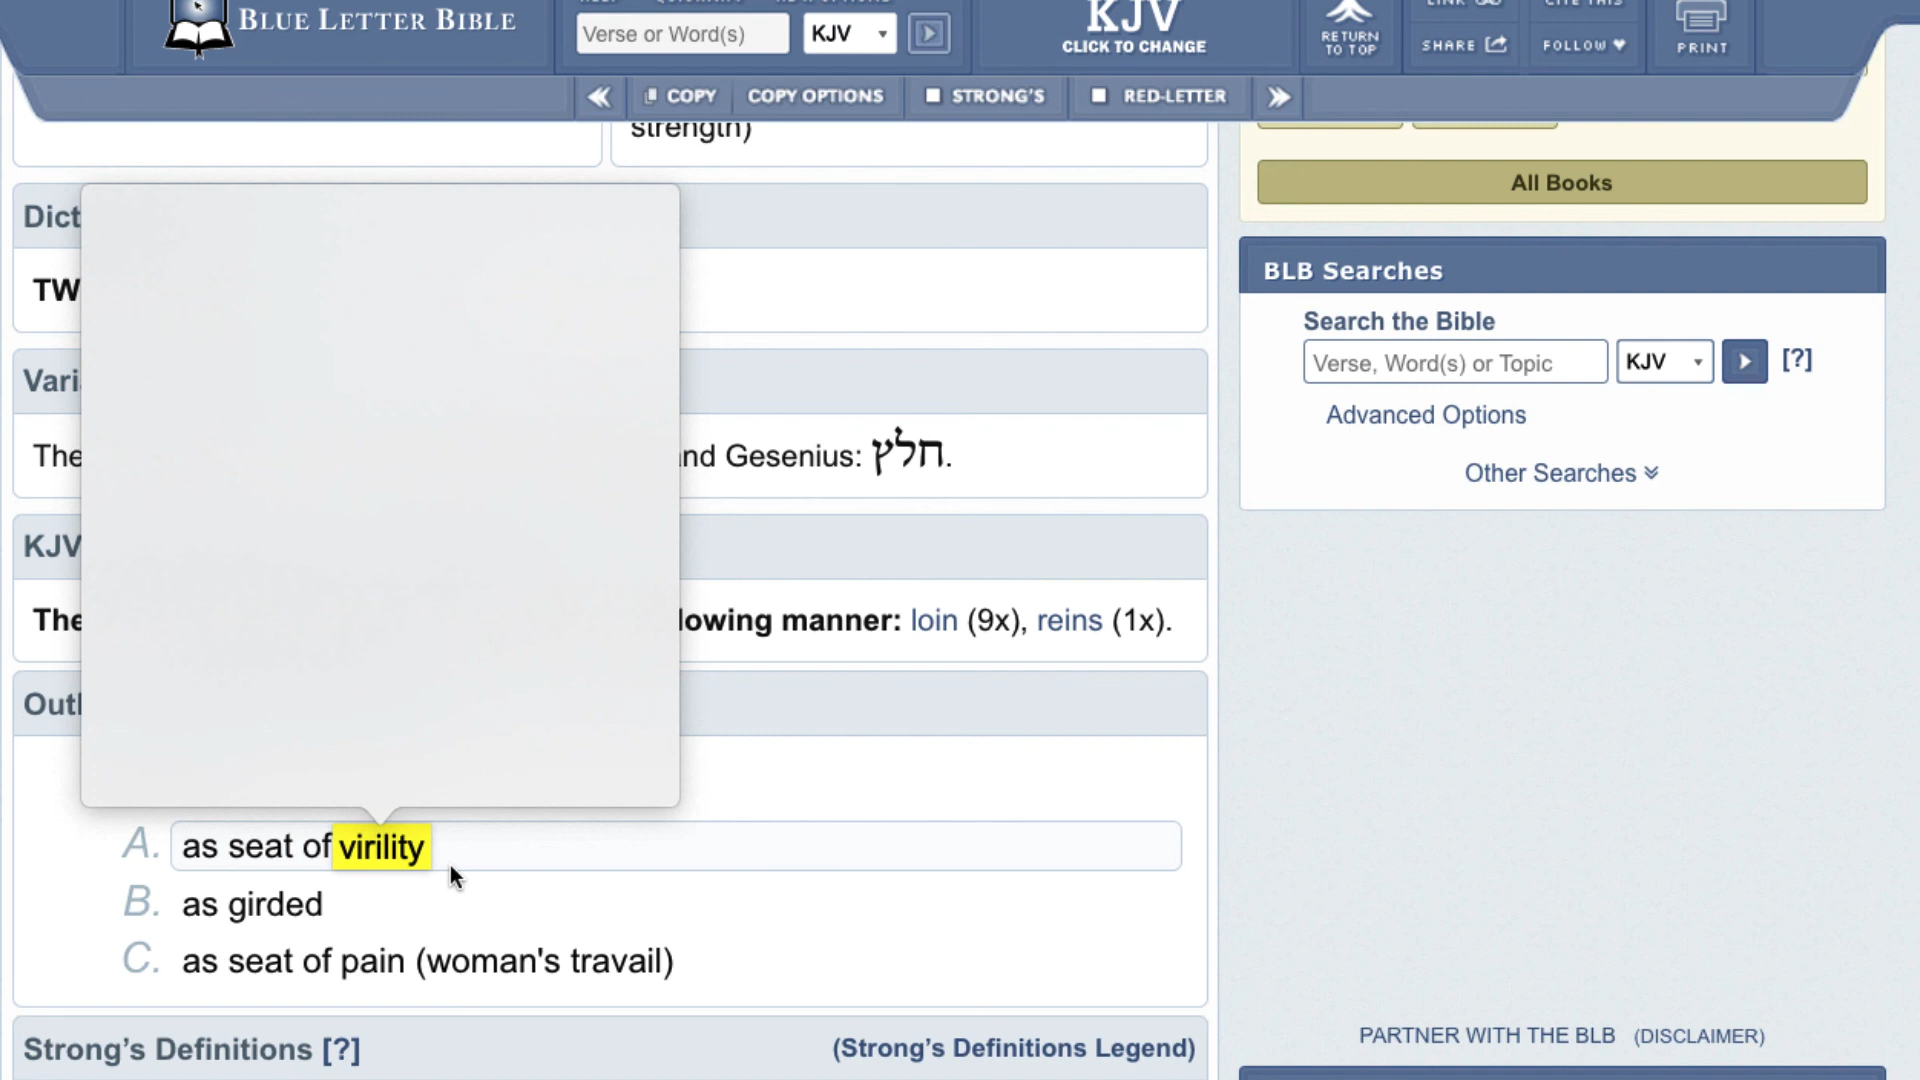 BLUE LETTER BIBLE
Verse or Word(s)
KJV
KJV
CLICK TO CHANGE
RETURN
TO TOP
SHARE
CITE THIS
FOLLOW
PRINT
COPY
COPY OPTIONS
STRONG'S
RED-LETTER
strength)
All Books
Dict
TW
BLB Searches
Search the Bible
Verse, Word(s) or Topic
KJV
[?]
Advanced Options
Other Searches
Vari
The
nd Gesenius: חלץ.
KJV
The
lowing manner: loin (9x), reins (1x).
Outl
A. as seat of virility
B. as girded
C. as seat of pain (woman's travail)
Strong's Definitions [?]
(Strong's Definitions Legend)
PARTNER WITH THE BLB (DISCLAIMER)